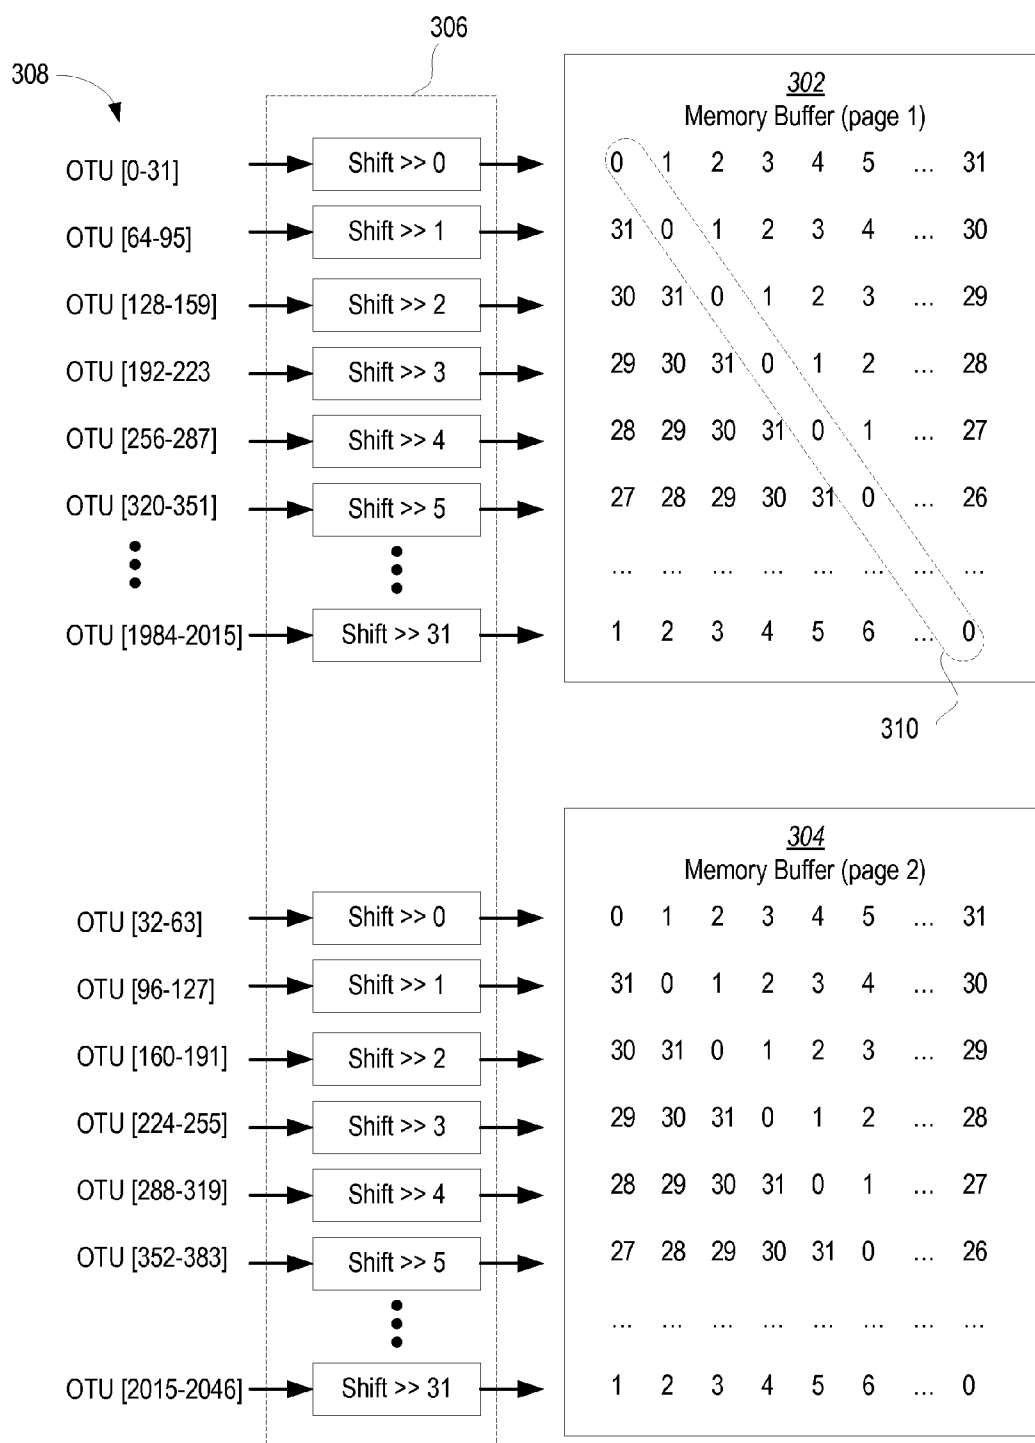 306
308
302
Memory Buffer (page 1)
OTU [0-31] Shift >> 0 0 1 2 3 4 5 ... 31
OTU [64-95] Shift >> 1 31 0 1 2 3 4 ... 30
OTU [128-159] Shift >> 2 30 31 0 1 2 3 ... 29
OTU [192-223 Shift >> 3 29 30 31 0 1 2 ... 28
OTU [256-287] Shift >> 4 28 29 30 31 0 1 ... 27
OTU [320-351] Shift >> 5 27 28 29 30 31 0 ... 26
... ... ... ... ... ... ... ...
OTU [1984-2015] Shift >> 31 1 2 3 4 5 6 ... 0
310
304
Memory Buffer (page 2)
OTU [32-63] Shift >> 0 0 1 2 3 4 5 ... 31
OTU [96-127] Shift >> 1 31 0 1 2 3 4 ... 30
OTU [160-191] Shift >> 2 30 31 0 1 2 3 ... 29
OTU [224-255] Shift >> 3 29 30 31 0 1 2 ... 28
OTU [288-319] Shift >> 4 28 29 30 31 0 1 ... 27
OTU [352-383] Shift >> 5 27 28 29 30 31 0 ... 26
... ... ... ... ... ... ... ...
OTU [2015-2046] Shift >> 31 1 2 3 4 5 6 ... 0